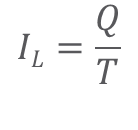 I_L = Q/T